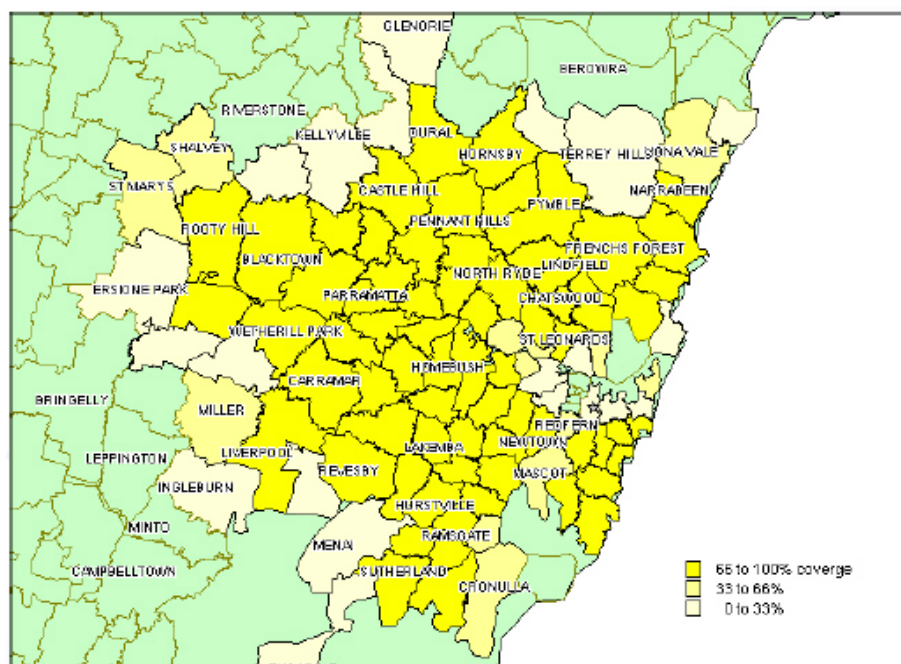 GLENORIE
BEROWRA
RIVERSTONE
KELLYVILLE
DURAL
SHALVEY
HORNSBY
TERREY HILLS
MONA VALE
ST MARYS
CASTLE HILL
NARRABEEN
PYMBLE
ROOTY HILL
PENNANT HILLS
FRENCHS FOREST
BLACKTOWN
LINDFIELD
NORTH RYDE
ERSKINE PARK
PARRAMATTA
CHATSWOOD
WETHERILL PARK
ST LEONARDS
HOMEBUSH
CARRAMAR
BRINGELLY
MILLER
REDFERN
NEWTOWN
LAKEMBA
LIVERPOOL
LEPPINGTON
REVESBY
MASCOT
INGLEBURN
HURSTVILLE
MINTO
RAMSGATE
MENAI
CAMPBELLTOWN
SUTHERLAND
CRONULLA
66 to 100% coverge
33 to 66%
0 to 33%